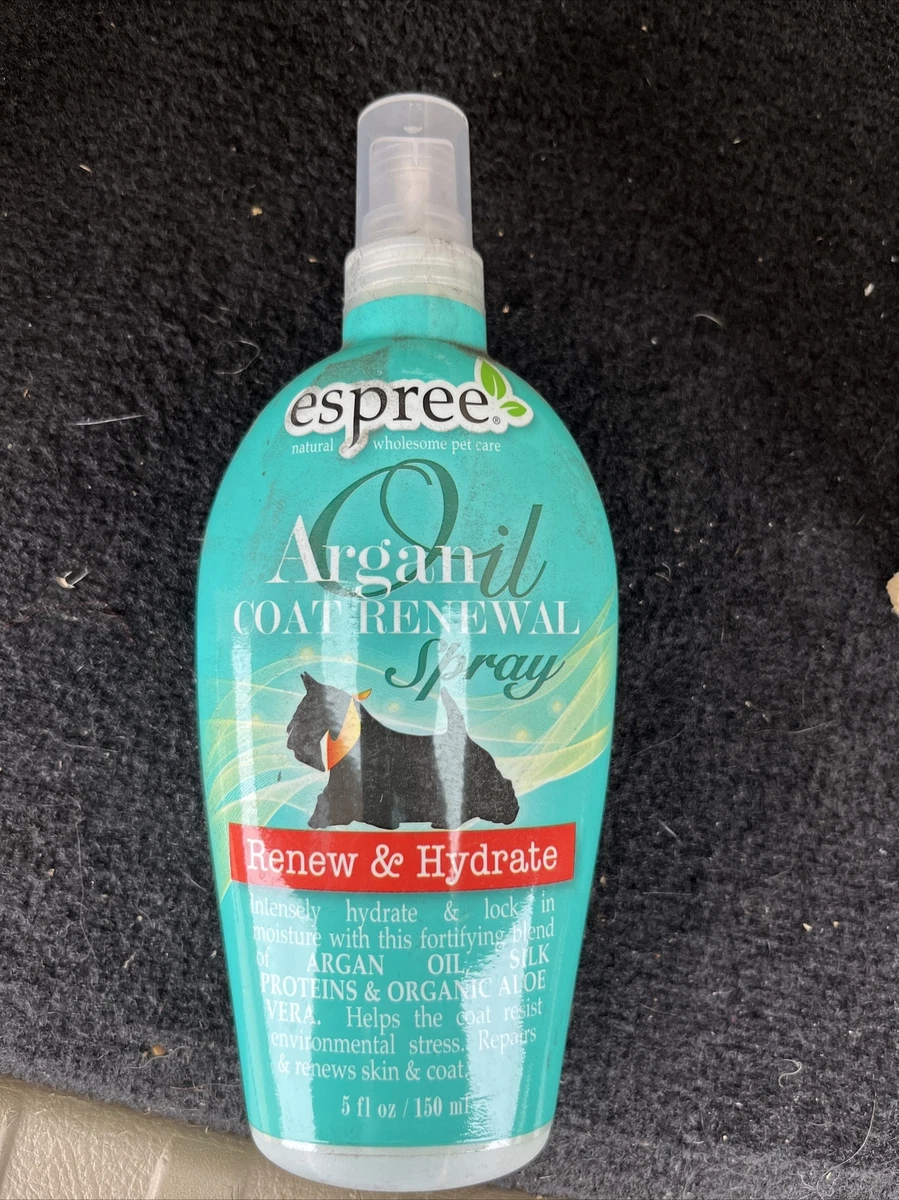 espree®
natural wholesome pet care
Argan Oil
COAT RENEWAL
Spray
Renew & Hydrate
Intensely hydrate & lock in
moisture with this fortifying blend
of ARGAN OIL, SILK
PROTEINS & ORGANIC ALOE
VERA. Helps the coat resist
environmental stress. Repairs
& renews skin & coat.
5 fl oz / 150 ml